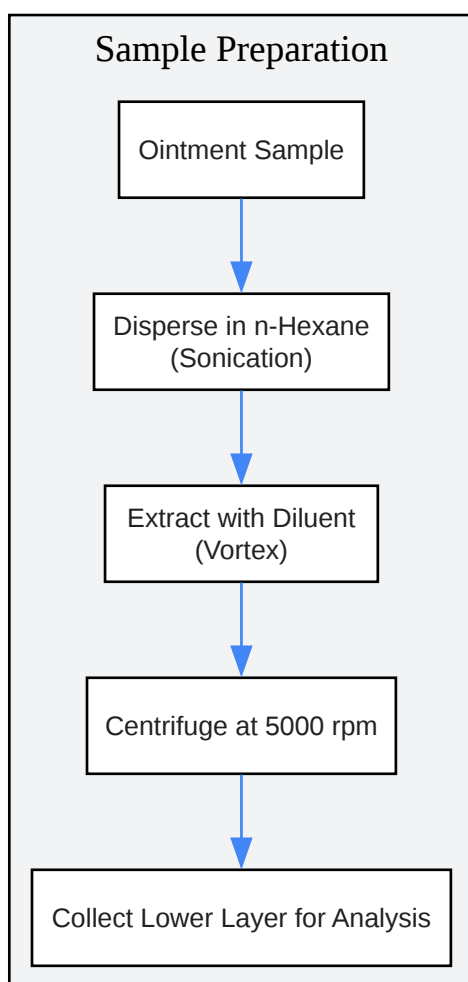 Sample Preparation
Ointment Sample
Disperse in n-Hexane
(Sonication)
Extract with Diluent
(Vortex)
Centrifuge at 5000 rpm
Collect Lower Layer for Analysis